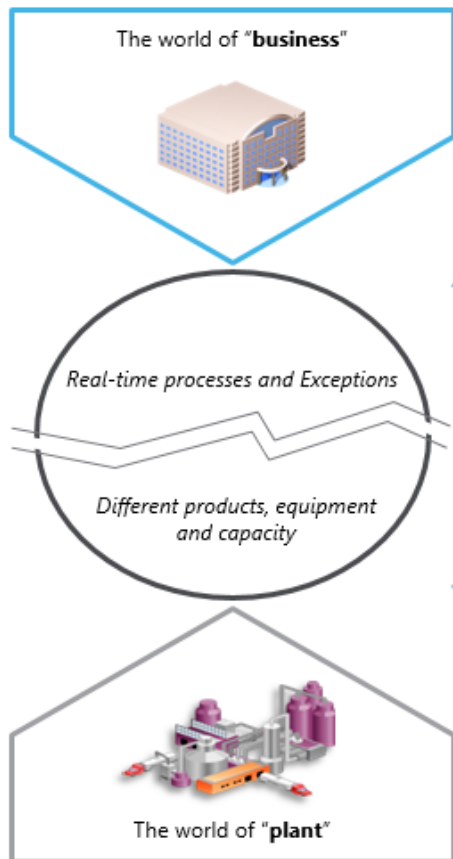 The world of “business”
Real-time processes and Exceptions
Different products, equipment
and capacity
The world of “plant”